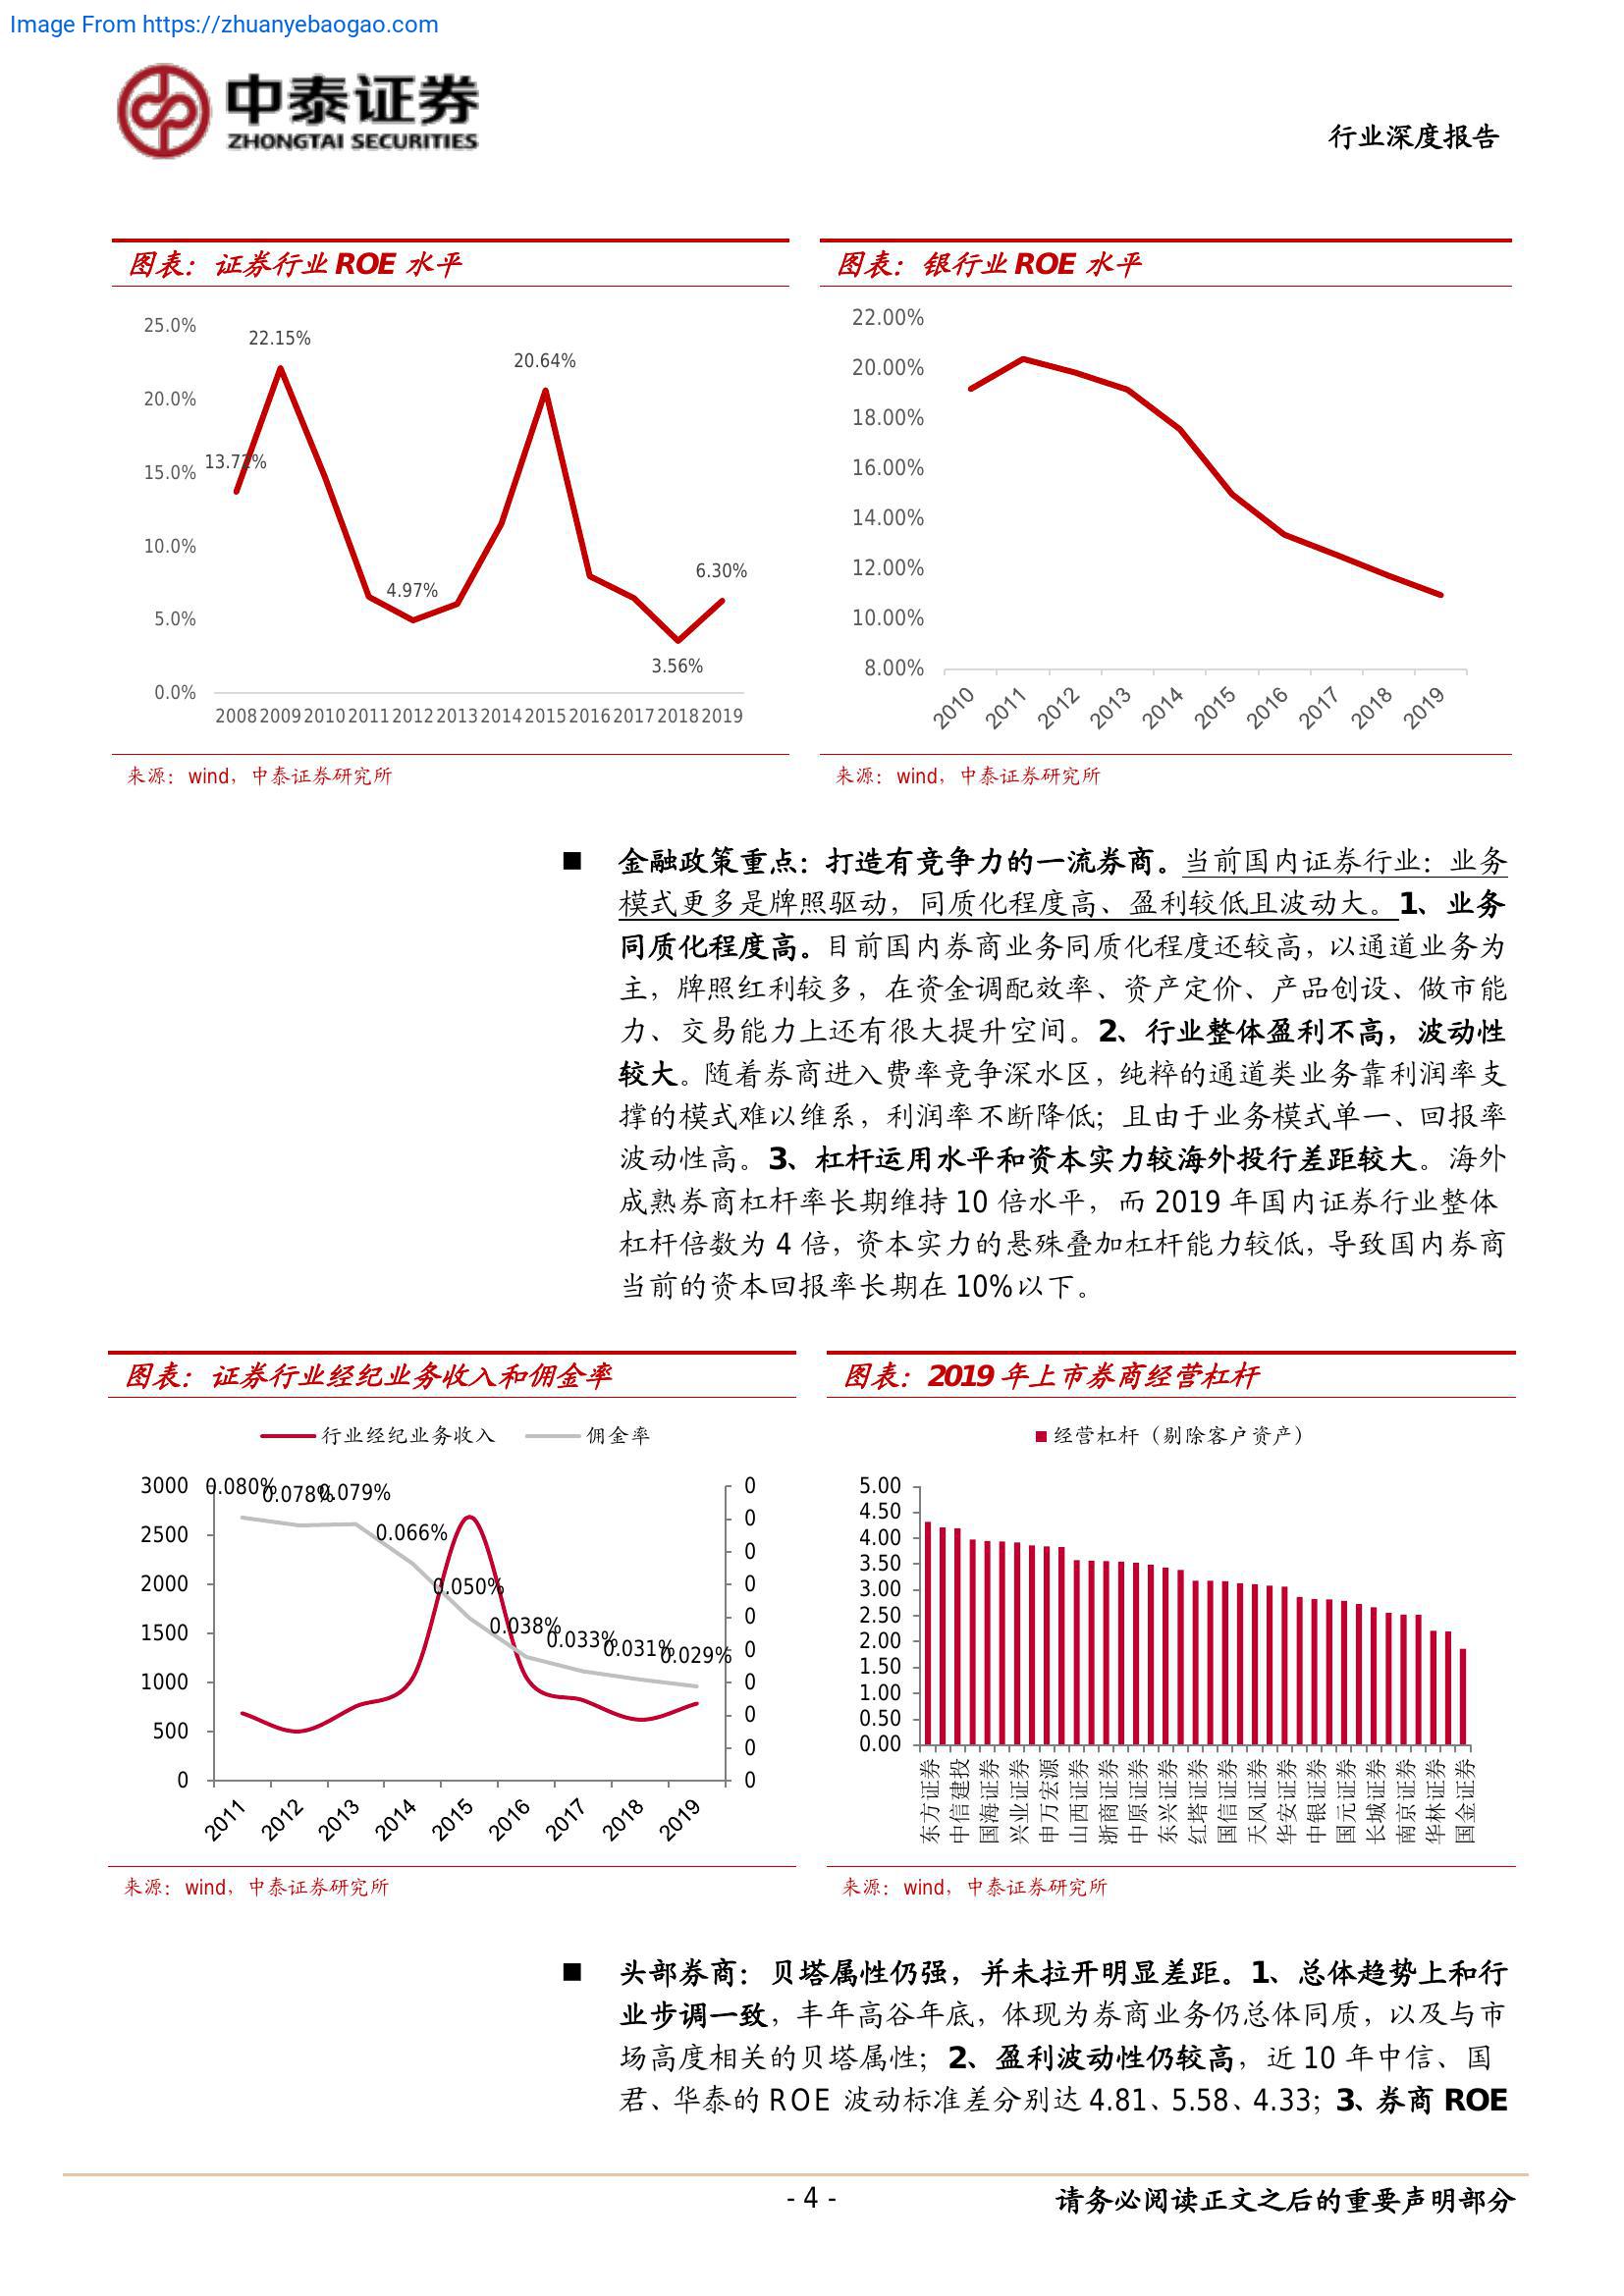 Image From https://zhuanyebaogao.com
中泰证券
ZHONGTAI SECURITIES
行业深度报告
图表：证券行业 ROE 水平
25.0%
20.0%
15.0%
10.0%
5.0%
0.0%
22.15%
20.64%
4.97%
6.30%
3.56%
2008 2009 2010 2011 2012 2013 2014 2015 2016 2017 2018 2019
来源：wind，中泰证券研究所
图表：银行业 ROE 水平
22.00%
20.00%
18.00%
16.00%
14.00%
12.00%
10.00%
8.00%
2010 2011 2012 2013 2014 2015 2016 2017 2018 2019
来源：wind，中泰证券研究所
■ 金融政策重点：打造有竞争力的一流券商。当前国内证券行业：业务
模式更多是牌照驱动，同质化程度高、盈利较低且波动大。1、业务
同质化程度高。目前国内券商业务同质化程度还较高，以通道业务为
主，牌照红利较多，在资金调配效率、资产定价、产品创设、做市能
力、交易能力上还有很大提升空间。2、行业整体盈利不高，波动性
较大。随着券商进入费率竞争深水区，纯粹的通道类业务靠利润率支
撑的模式难以维系，利润率不断降低；且由于业务模式单一、回报率
波动性高。3、杠杆运用水平和资本实力较海外投行差距较大。海外
成熟券商杠杆率长期维持 10 倍水平，而 2019 年国内证券行业整体
杠杆倍数为 4 倍，资本实力的悬殊叠加杠杆能力较低，导致国内券商
当前的资本回报率长期在 10%以下。
图表：证券行业经纪业务收入和佣金率
行业经纪业务收入 佣金率
3000
2500
2000
1500
1000
500
0
0.080%
0.078%
0.079%
0.066%
0.050%
0.038%
0.033%
0.031%
0.029%
0
0
0
0
0
0
0
0
0
0
2011 2012 2013 2014 2015 2016 2017 2018 2019
来源：wind，中泰证券研究所
图表：2019 年上市券商经营杠杆
经营杠杆（剔除客户资产）
5.00
4.50
4.00
3.50
3.00
2.50
2.00
1.50
1.00
0.50
0.00
东方证券
中信建投
国海证券
兴业证券
申万宏源
山西证券
浙商证券
中原证券
东兴证券
红塔证券
国信证券
天风证券
华安证券
中银证券
国元证券
长城证券
南京证券
华林证券
国金证券
来源：wind，中泰证券研究所
■ 头部券商：贝塔属性仍强，并未拉开明显差距。1、总体趋势上和行
业步调一致，丰年高谷年底，体现为券商业务仍总体同质，以及与市
场高度相关的贝塔属性；2、盈利波动性仍较高，近 10 年中信、国
君、华泰的 ROE 波动标准差分别达 4.81、5.58、4.33；3、券商 ROE
- 4 -
请务必阅读正文之后的重要声明部分